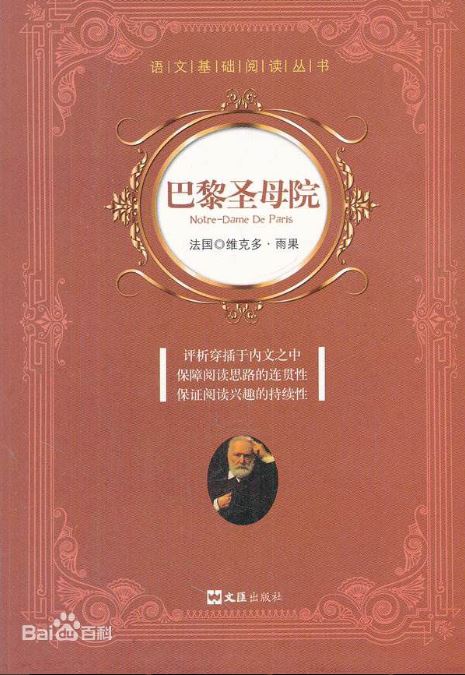 语|文|基|础|阅|读|丛|书
巴黎圣母院
Notre-Dame De Paris
法国◎维克多·雨果
评析穿插于内文之中
保障阅读思路的连贯性
保证阅读兴趣的持续性
文汇出版社
Bai du 百科